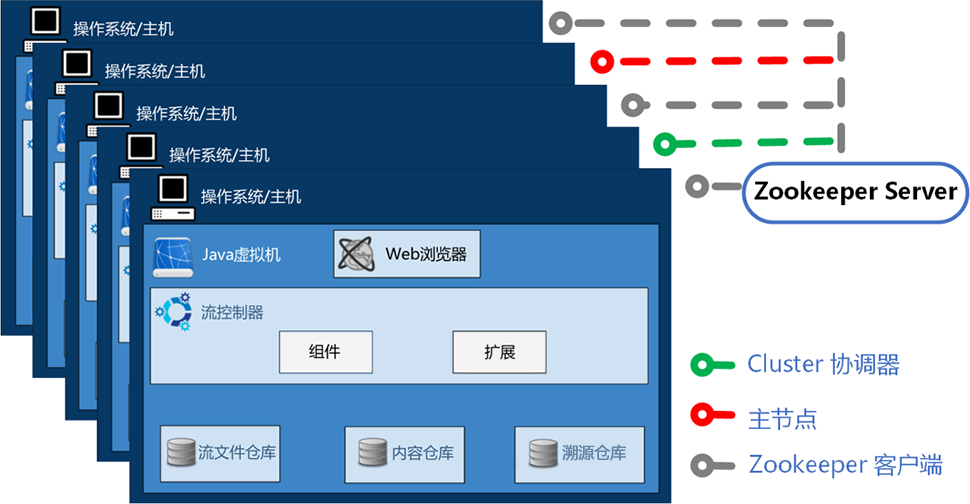 操作系统/主机
操作系统/主机
操作系统/主机
操作系统/主机
操作系统/主机
Zookeeper Server
Java虚拟机
Web浏览器
流控制器
组件
扩展
流文件仓库
内容仓库
溯源仓库
Cluster 协调器
主节点
Zookeeper 客户端